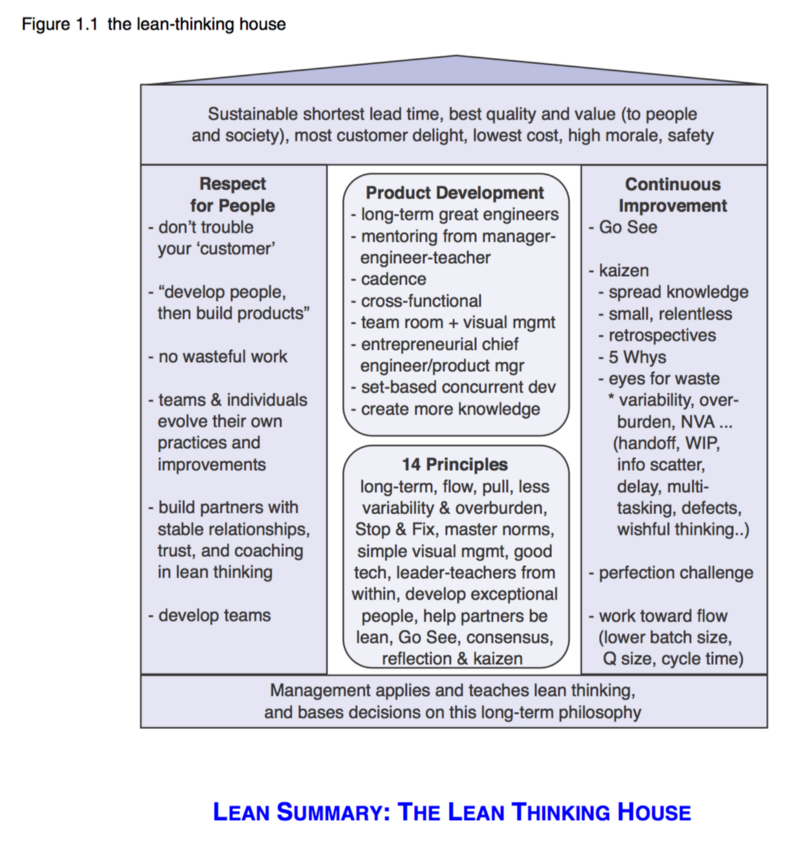 Figure 1.1 the lean-thinking house
Sustainable shortest lead time, best quality and value (to people
and society), most customer delight, lowest cost, high morale, safety
Respect
for People
- don't trouble
your ‘customer’
- “develop people,
then build products”
- no wasteful work
- teams & individuals
evolve their own
practices and
improvements
- build partners with
stable relationships,
trust, and coaching
in lean thinking
- develop teams
Product Development
- long-term great engineers
- mentoring from manager-
engineer-teacher
- cadence
- cross-functional
- team room + visual mgmt
- entrepreneurial chief
engineer/product mgr
- set-based concurrent dev
- create more knowledge
14 Principles
long-term, flow, pull, less
variability & overburden,
Stop & Fix, master norms,
simple visual mgmt, good
tech, leader-teachers from
within, develop exceptional
people, help partners be
lean, Go See, consensus,
reflection & kaizen
Continuous
Improvement
- Go See
- kaizen
- spread knowledge
- small, relentless
- retrospectives
- 5 Whys
- eyes for waste
* variability, over-
burden, NVA ...
(handoff, WIP,
info scatter,
delay, multi-
tasking, defects,
wishful thinking..)
- perfection challenge
- work toward flow
(lower batch size,
Q size, cycle time)
Management applies and teaches lean thinking,
and bases decisions on this long-term philosophy
LEAN SUMMARY: THE LEAN THINKING HOUSE